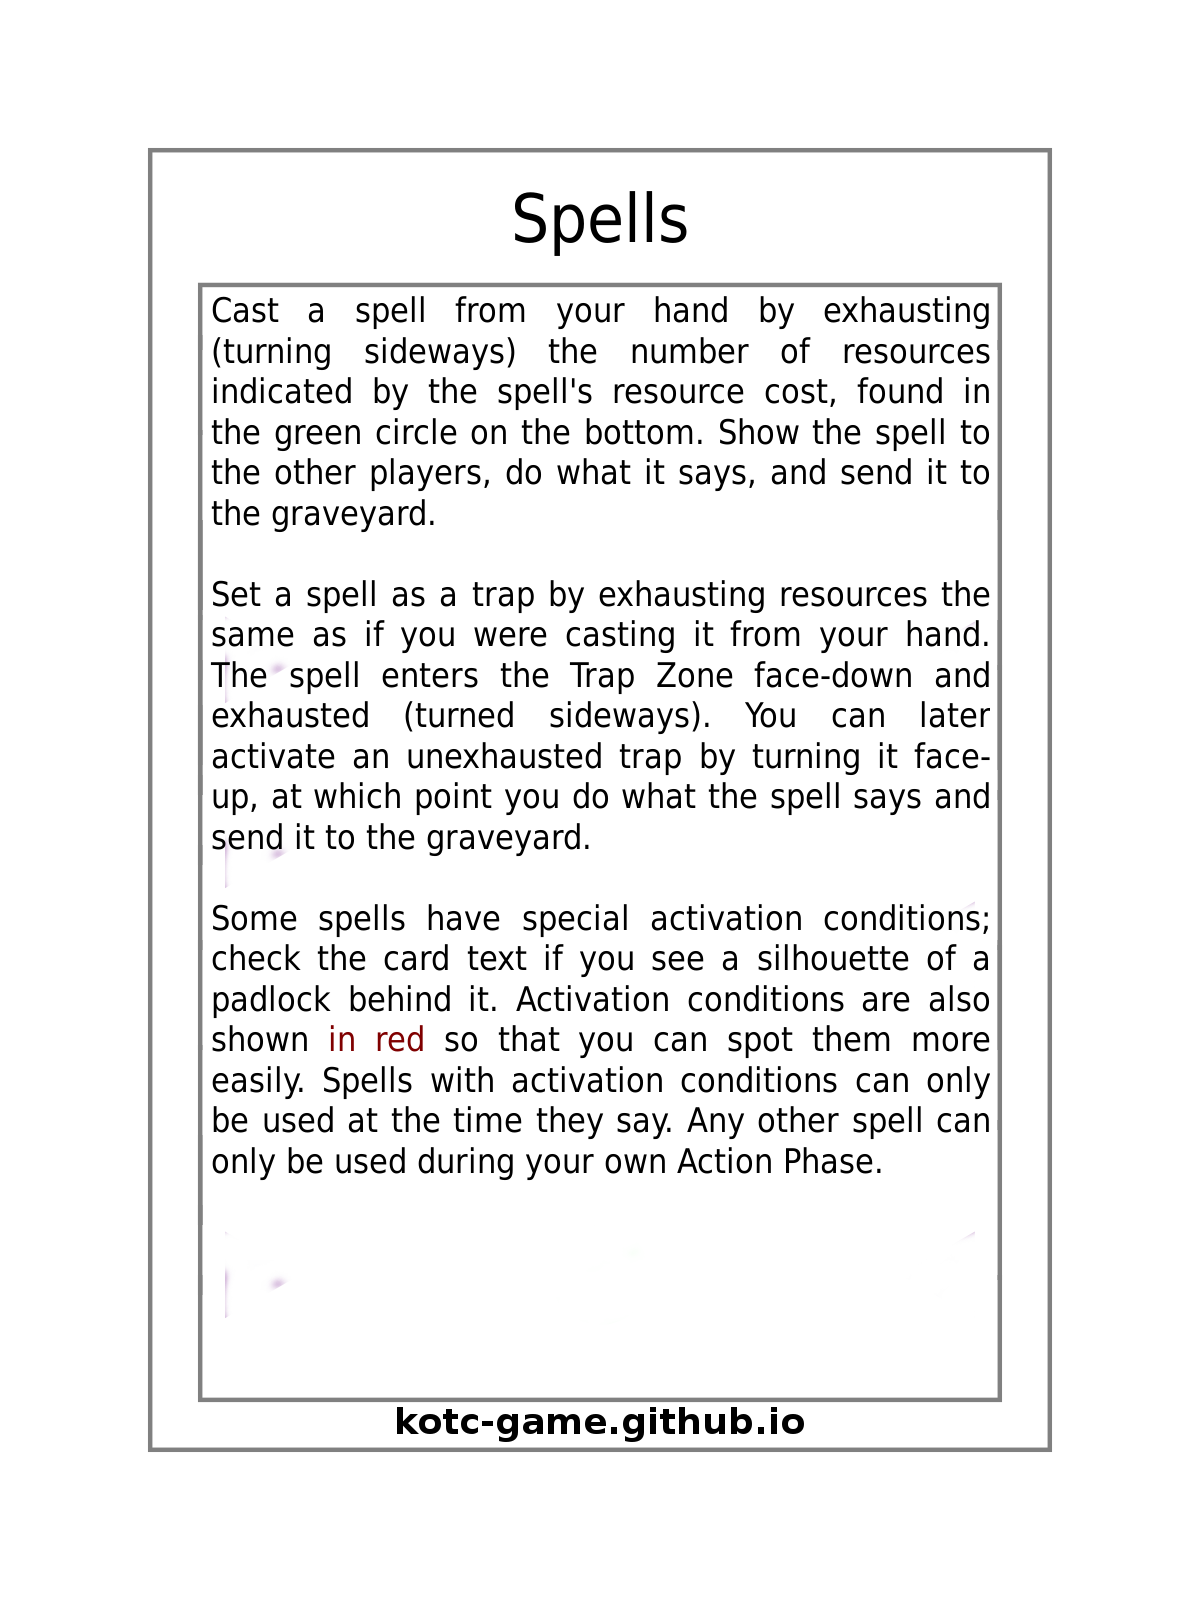 Spells
Cast a spell from your hand by exhausting
(turning sideways) the number of resources
indicated by the spell's resource cost, found in
the green circle on the bottom. Show the spell to
the other players, do what it says, and send it to
the graveyard.
Set a spell as a trap by exhausting resources the
same as if you were casting it from your hand.
The spell enters the Trap Zone face-down and
exhausted (turned sideways). You can later
activate an unexhausted trap by turning it face-
up, at which point you do what the spell says and
send it to the graveyard.
Some spells have special activation conditions;
check the card text if you see a silhouette of a
padlock behind it. Activation conditions are also
shown in red so that you can spot them more
easily. Spells with activation conditions can only
be used at the time they say. Any other spell can
only be used during your own Action Phase.
kotc-game.github.io